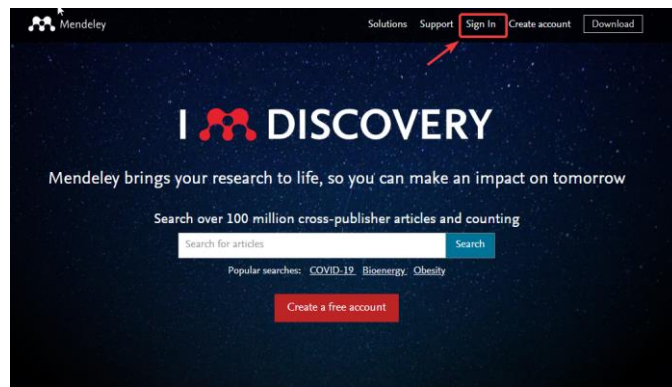 Mendeley
Solutions Support Sign In Create account Download
I DISCOVERY
Mendeley brings your research to life, so you can make an impact on tomorrow
Search over 100 million cross-publisher articles and counting
Search for articles Search
Popular searches: COVID-19 Bioenergy Obesity
Create a free account